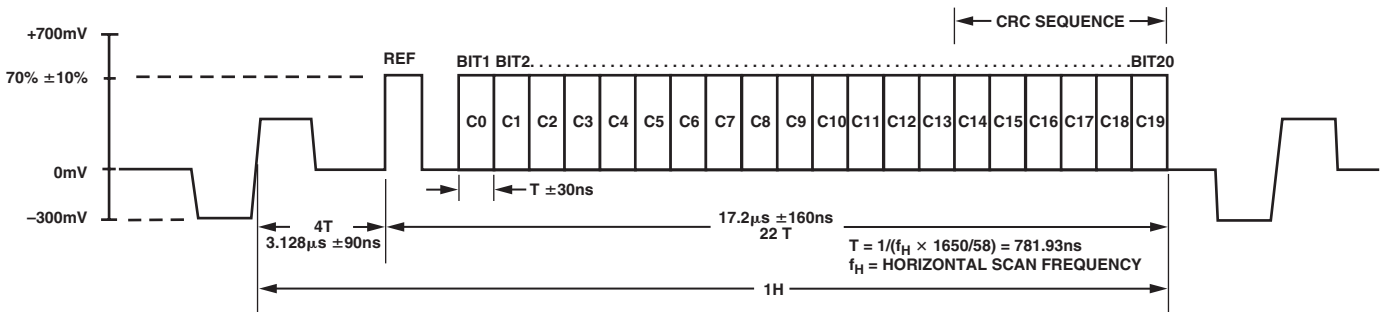 CRC SEQUENCE
+700mV
REF
BIT1 BIT2. . . . . . . . . . . . . . . . . . . . . . . . . . . . . . . . . . . . . . . . . . . . . . . . . . . . . . . . . . . .BIT20
70% ±10%
C0 C1 C2 C3 C4 C5 C6 C7 C8 C9 C10 C11 C12 C13 C14 C15 C16 C17 C18 C19
0mV
T ±30ns
–300mV
4T
3.128µs ±90ns
17.2µs ±160ns
22 T
T = 1/(fH × 1650/58) = 781.93ns
fH = HORIZONTAL SCAN FREQUENCY
1H